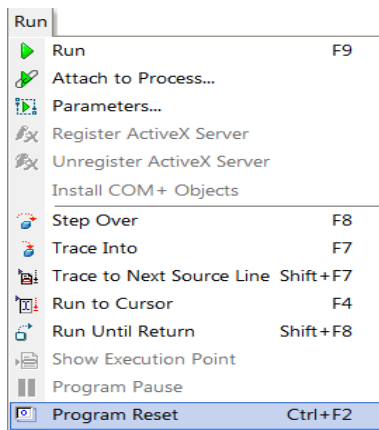 Run
Run F9
Attach to Process...
Parameters...
Register ActiveX Server
Unregister ActiveX Server
Install COM+ Objects
Step Over F8
Trace Into F7
Trace to Next Source Line Shift+F7
Run to Cursor F4
Run Until Return Shift+F8
Show Execution Point
Program Pause
Program Reset Ctrl+F2